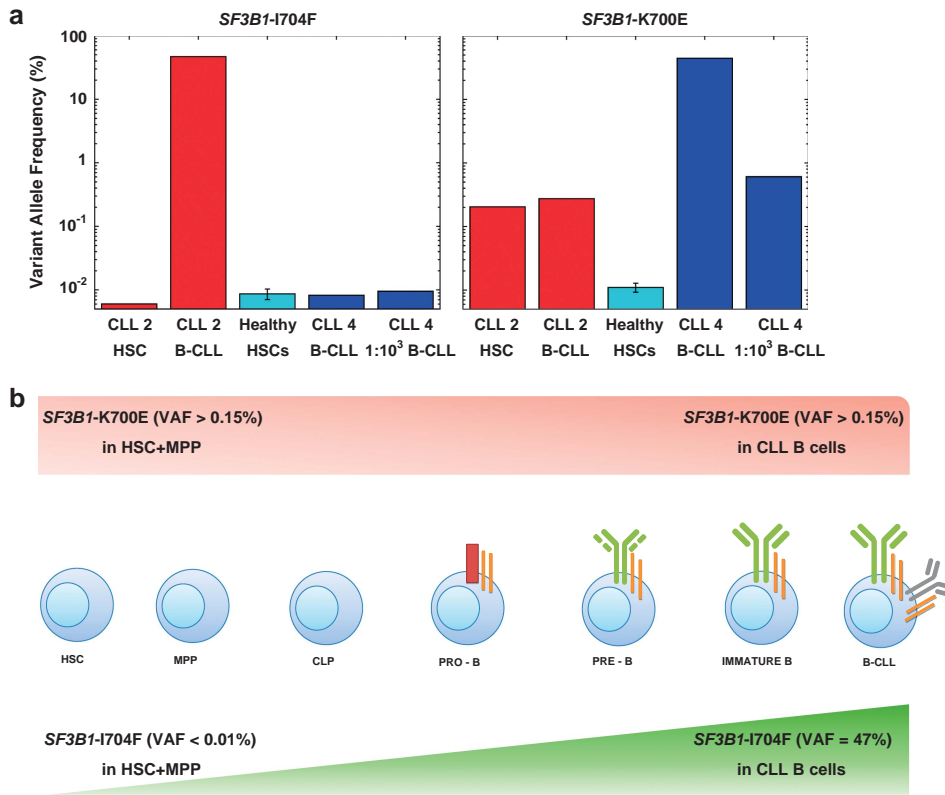 a
SF3B1-I704F
SF3B1-K700E
Variant Allele Frequency (%)
100
10
1
10⁻¹
10⁻²
CLL 2 HSC
CLL 2 B-CLL
Healthy HSCs
CLL 4 B-CLL
CLL 4 1:10³ B-CLL
CLL 2 HSC
CLL 2 B-CLL
Healthy HSCs
CLL 4 B-CLL
CLL 4 1:10³ B-CLL
b
SF3B1-K700E (VAF > 0.15%)
in HSC+MPP
SF3B1-K700E (VAF > 0.15%)
in CLL B cells
HSC
MPP
CLP
PRO - B
PRE - B
IMMATURE B
B-CLL
SF3B1-I704F (VAF < 0.01%)
in HSC+MPP
SF3B1-I704F (VAF = 47%)
in CLL B cells